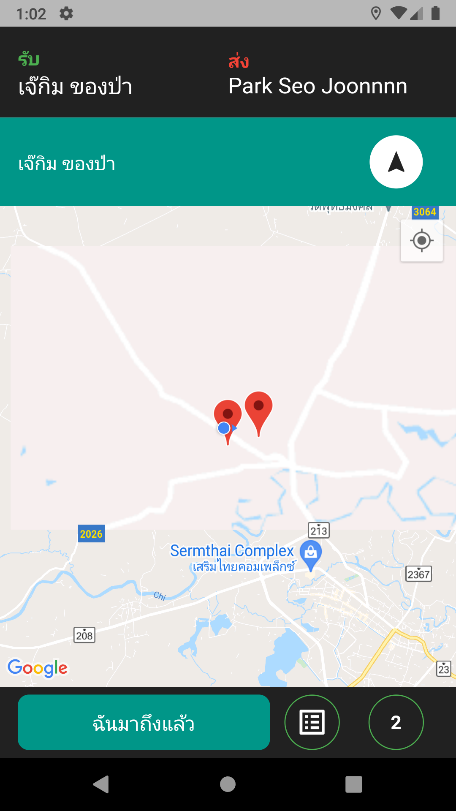 1:02
รับ
เจ๊กิม ของป่า
ส่ง
Park Seo Joonnnn
เจ๊กิม ของป่า
3064
2026
213
Sermthai Complex
เสริมไทยคอมเพล็กซ์
2367
Chi
208
Google
23
ฉันมาถึงแล้ว
2